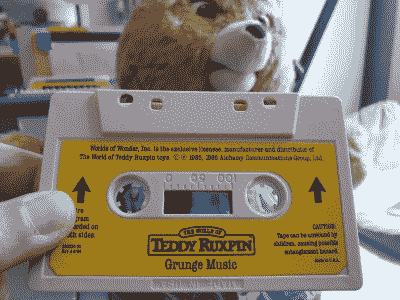 Worlds of Wonder, Inc. is the exclusive licensee, manufacturer and distributor of
The World of Teddy Ruxpin toys. © ℗ 1985, 1986 Alchemy Communications Group, Ltd.
THE WORLD OF
TEDDY RUXPIN
Grunge Music
CAUTION:
Tape can be unwound by
children, causing possible
entanglement hazard.
Made in U.S.A.